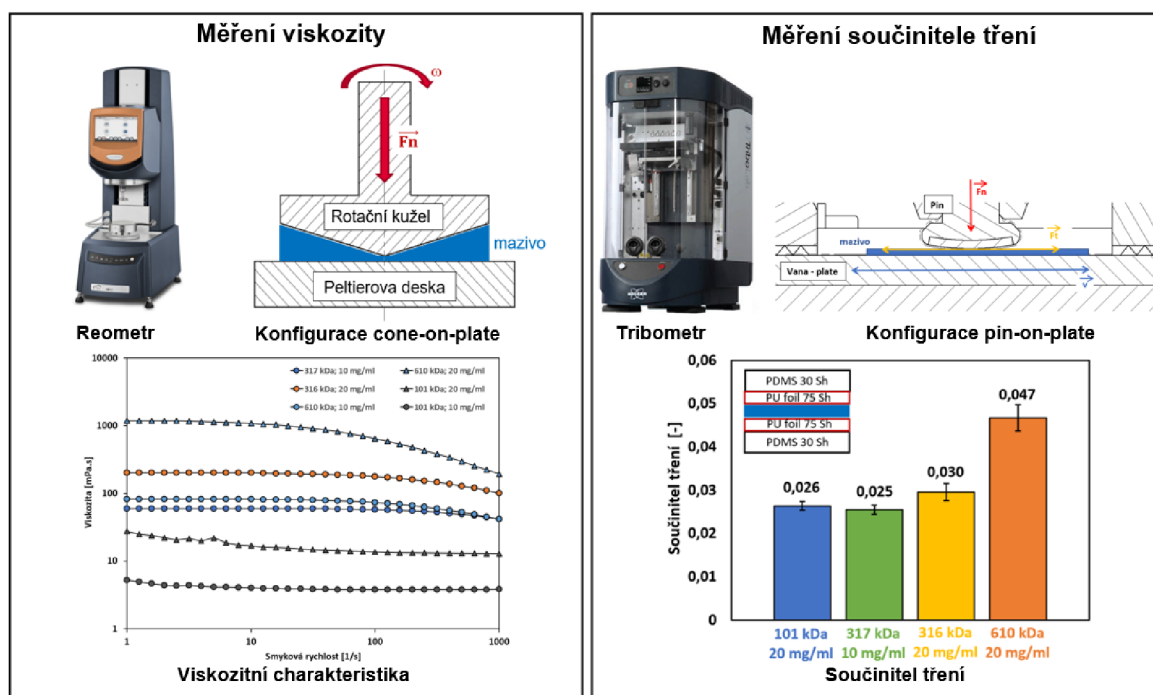 Měření viskozity
ω
Fn
Rotační kužel
mazivo
Peltierova deska
Reometr
Konfigurace cone-on-plate
10000
1000
100
10
1
Viskozita [mPa.s]
317 kDa; 10 mg/ml
610 kDa; 20 mg/ml
316 kDa; 20 mg/ml
101 kDa; 20 mg/ml
610 kDa; 10 mg/ml
101 kDa; 10 mg/ml
1
10
100
1000
Smyková rychlost [1/s]
Viskozitní charakteristika
Měření součinitele tření
Fn
Pin
Ft
mazivo
Vana - plate
v
Tribometr
Konfigurace pin-on-plate
0,06
0,05
0,04
0,03
0,02
0,01
0
Součinitel tření [-]
PDMS 30 Sh
PU foil 75 Sh
PU foil 75 Sh
PDMS 30 Sh
0,026
0,025
0,030
0,047
101 kDa
20 mg/ml
317 kDa
10 mg/ml
316 kDa
20 mg/ml
610 kDa
20 mg/ml
Součinitel tření